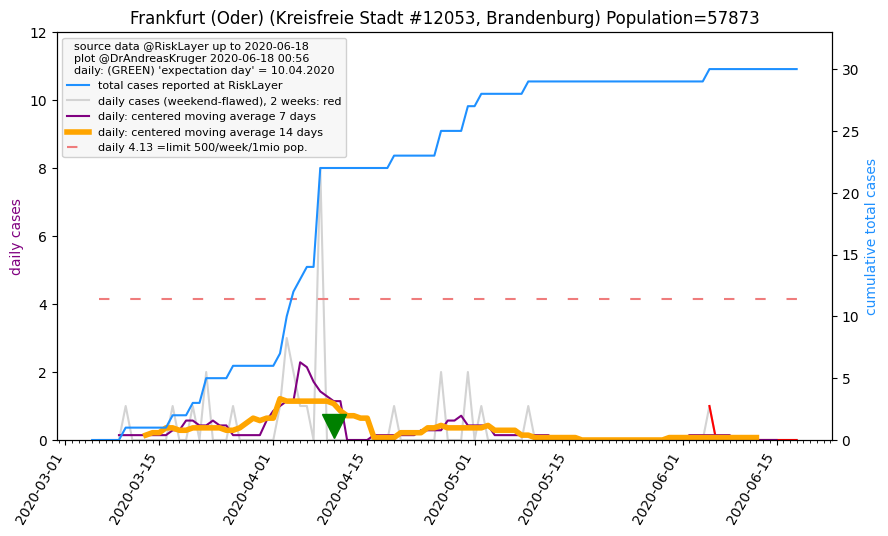 Frankfurt (Oder) (Kreisfreie Stadt #12053, Brandenburg) Population=57873
source data @RiskLayer up to 2020-06-18
plot @DrAndreasKruger 2020-06-18 00:56
daily: (GREEN) 'expectation day' = 10.04.2020
total cases reported at RiskLayer
daily cases (weekend-flawed), 2 weeks: red
daily: centered moving average 7 days
daily: centered moving average 14 days
daily 4.13 =limit 500/week/1mio pop.
daily cases
12
10
8
6
4
2
0
cumulative total cases
30
25
20
15
10
5
0
2020-03-01
2020-03-15
2020-04-01
2020-04-15
2020-05-01
2020-05-15
2020-06-01
2020-06-15